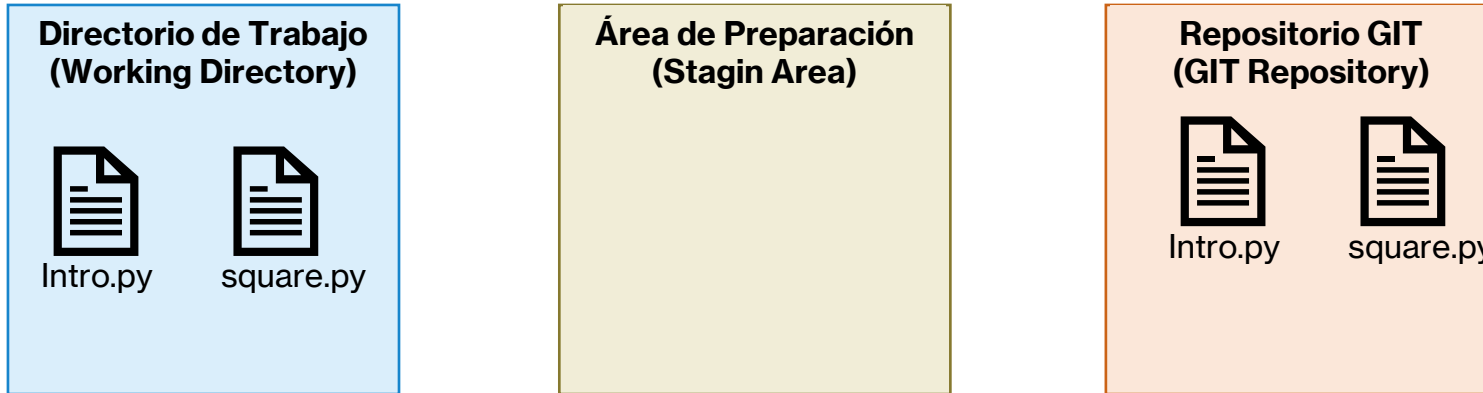 Directorio de Trabajo
(Working Directory)
Intro.py
square.py
Área de Preparación
(Stagin Area)
Repositorio GIT
(GIT Repository)
Intro.py
square.py